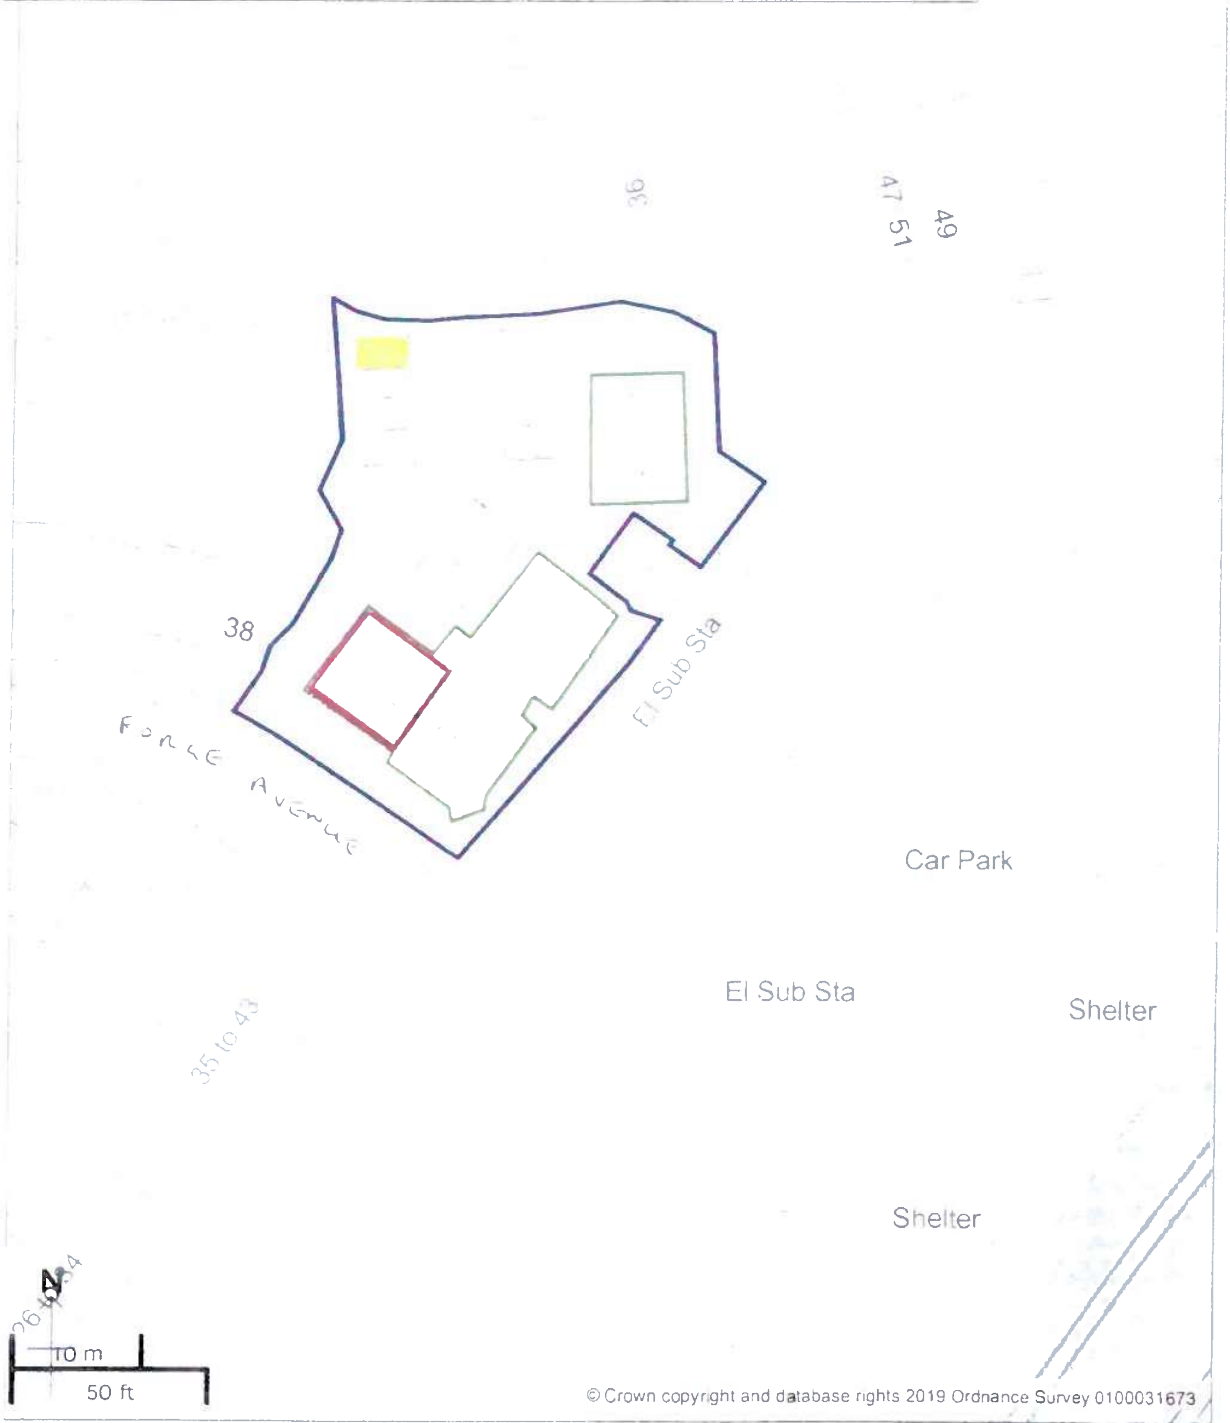 36
47
51
49
38
El Sub Sta
FORGE AVENUE
Car Park
El Sub Sta
Shelter
35 to 43
Shelter
N
10 m
50 ft
© Crown copyright and database rights 2019 Ordnance Survey 0100031673